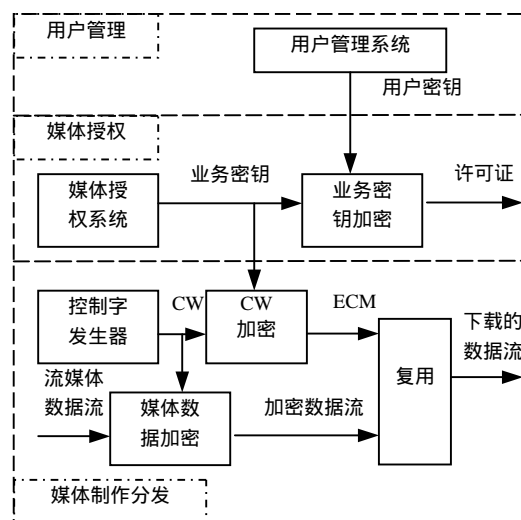 用户管理
用户管理系统
用户密钥
媒体授权
媒体授
权系统
业务密钥
业务密
钥加密
许可证
控制字
发生器
CW
CW
加密
ECM
复用
下载的
数据流
流媒体
数据流
媒体数
据加密
加密数据流
媒体制作分发